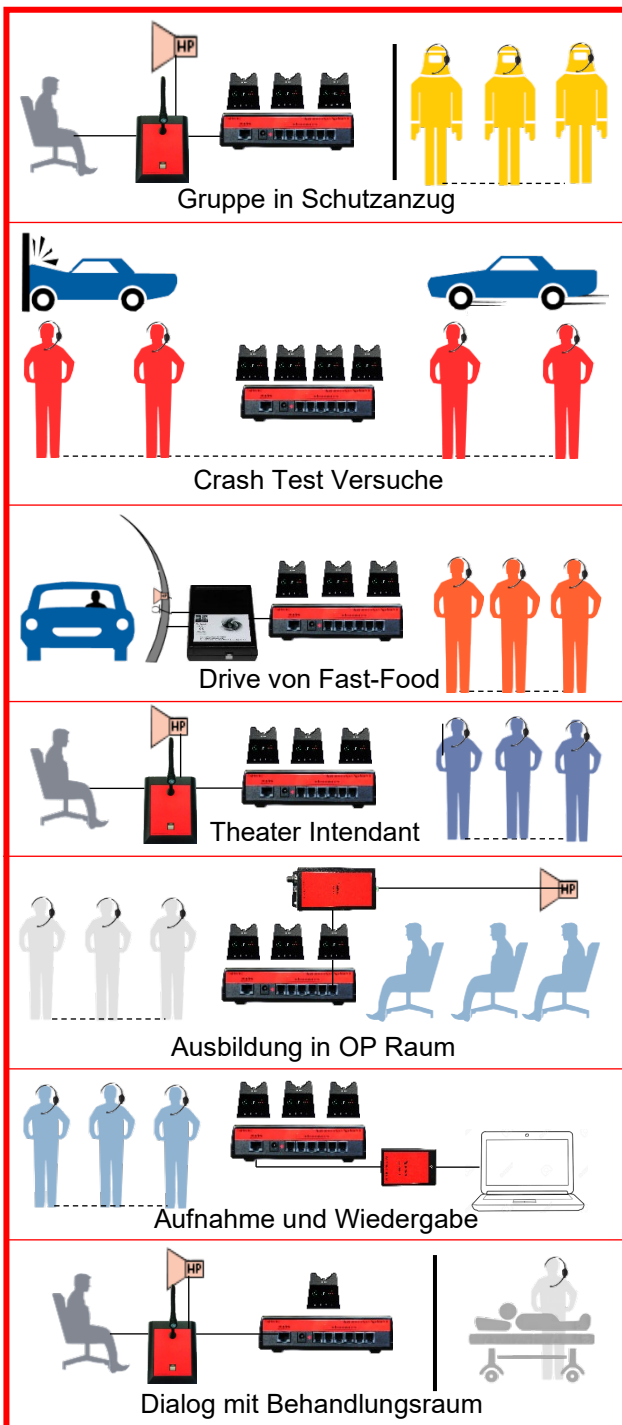 HP
Gruppe in Schutzanzug
Crash Test Versuche
Drive von Fast-Food
HP
Theater Intendant
HP
Ausbildung in OP Raum
Aufnahme und Wiedergabe
HP
Dialog mit Behandlungsraum